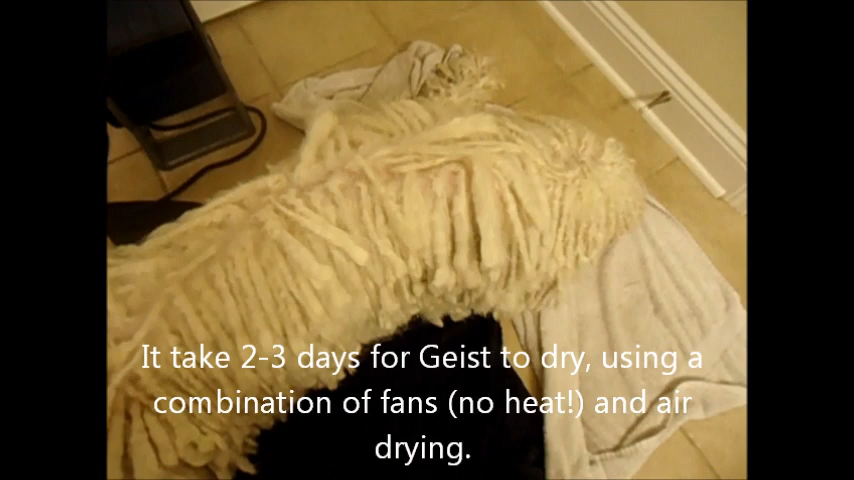 It take 2-3 days for Geist to dry, using a
combination of fans (no heat!) and air
drying.